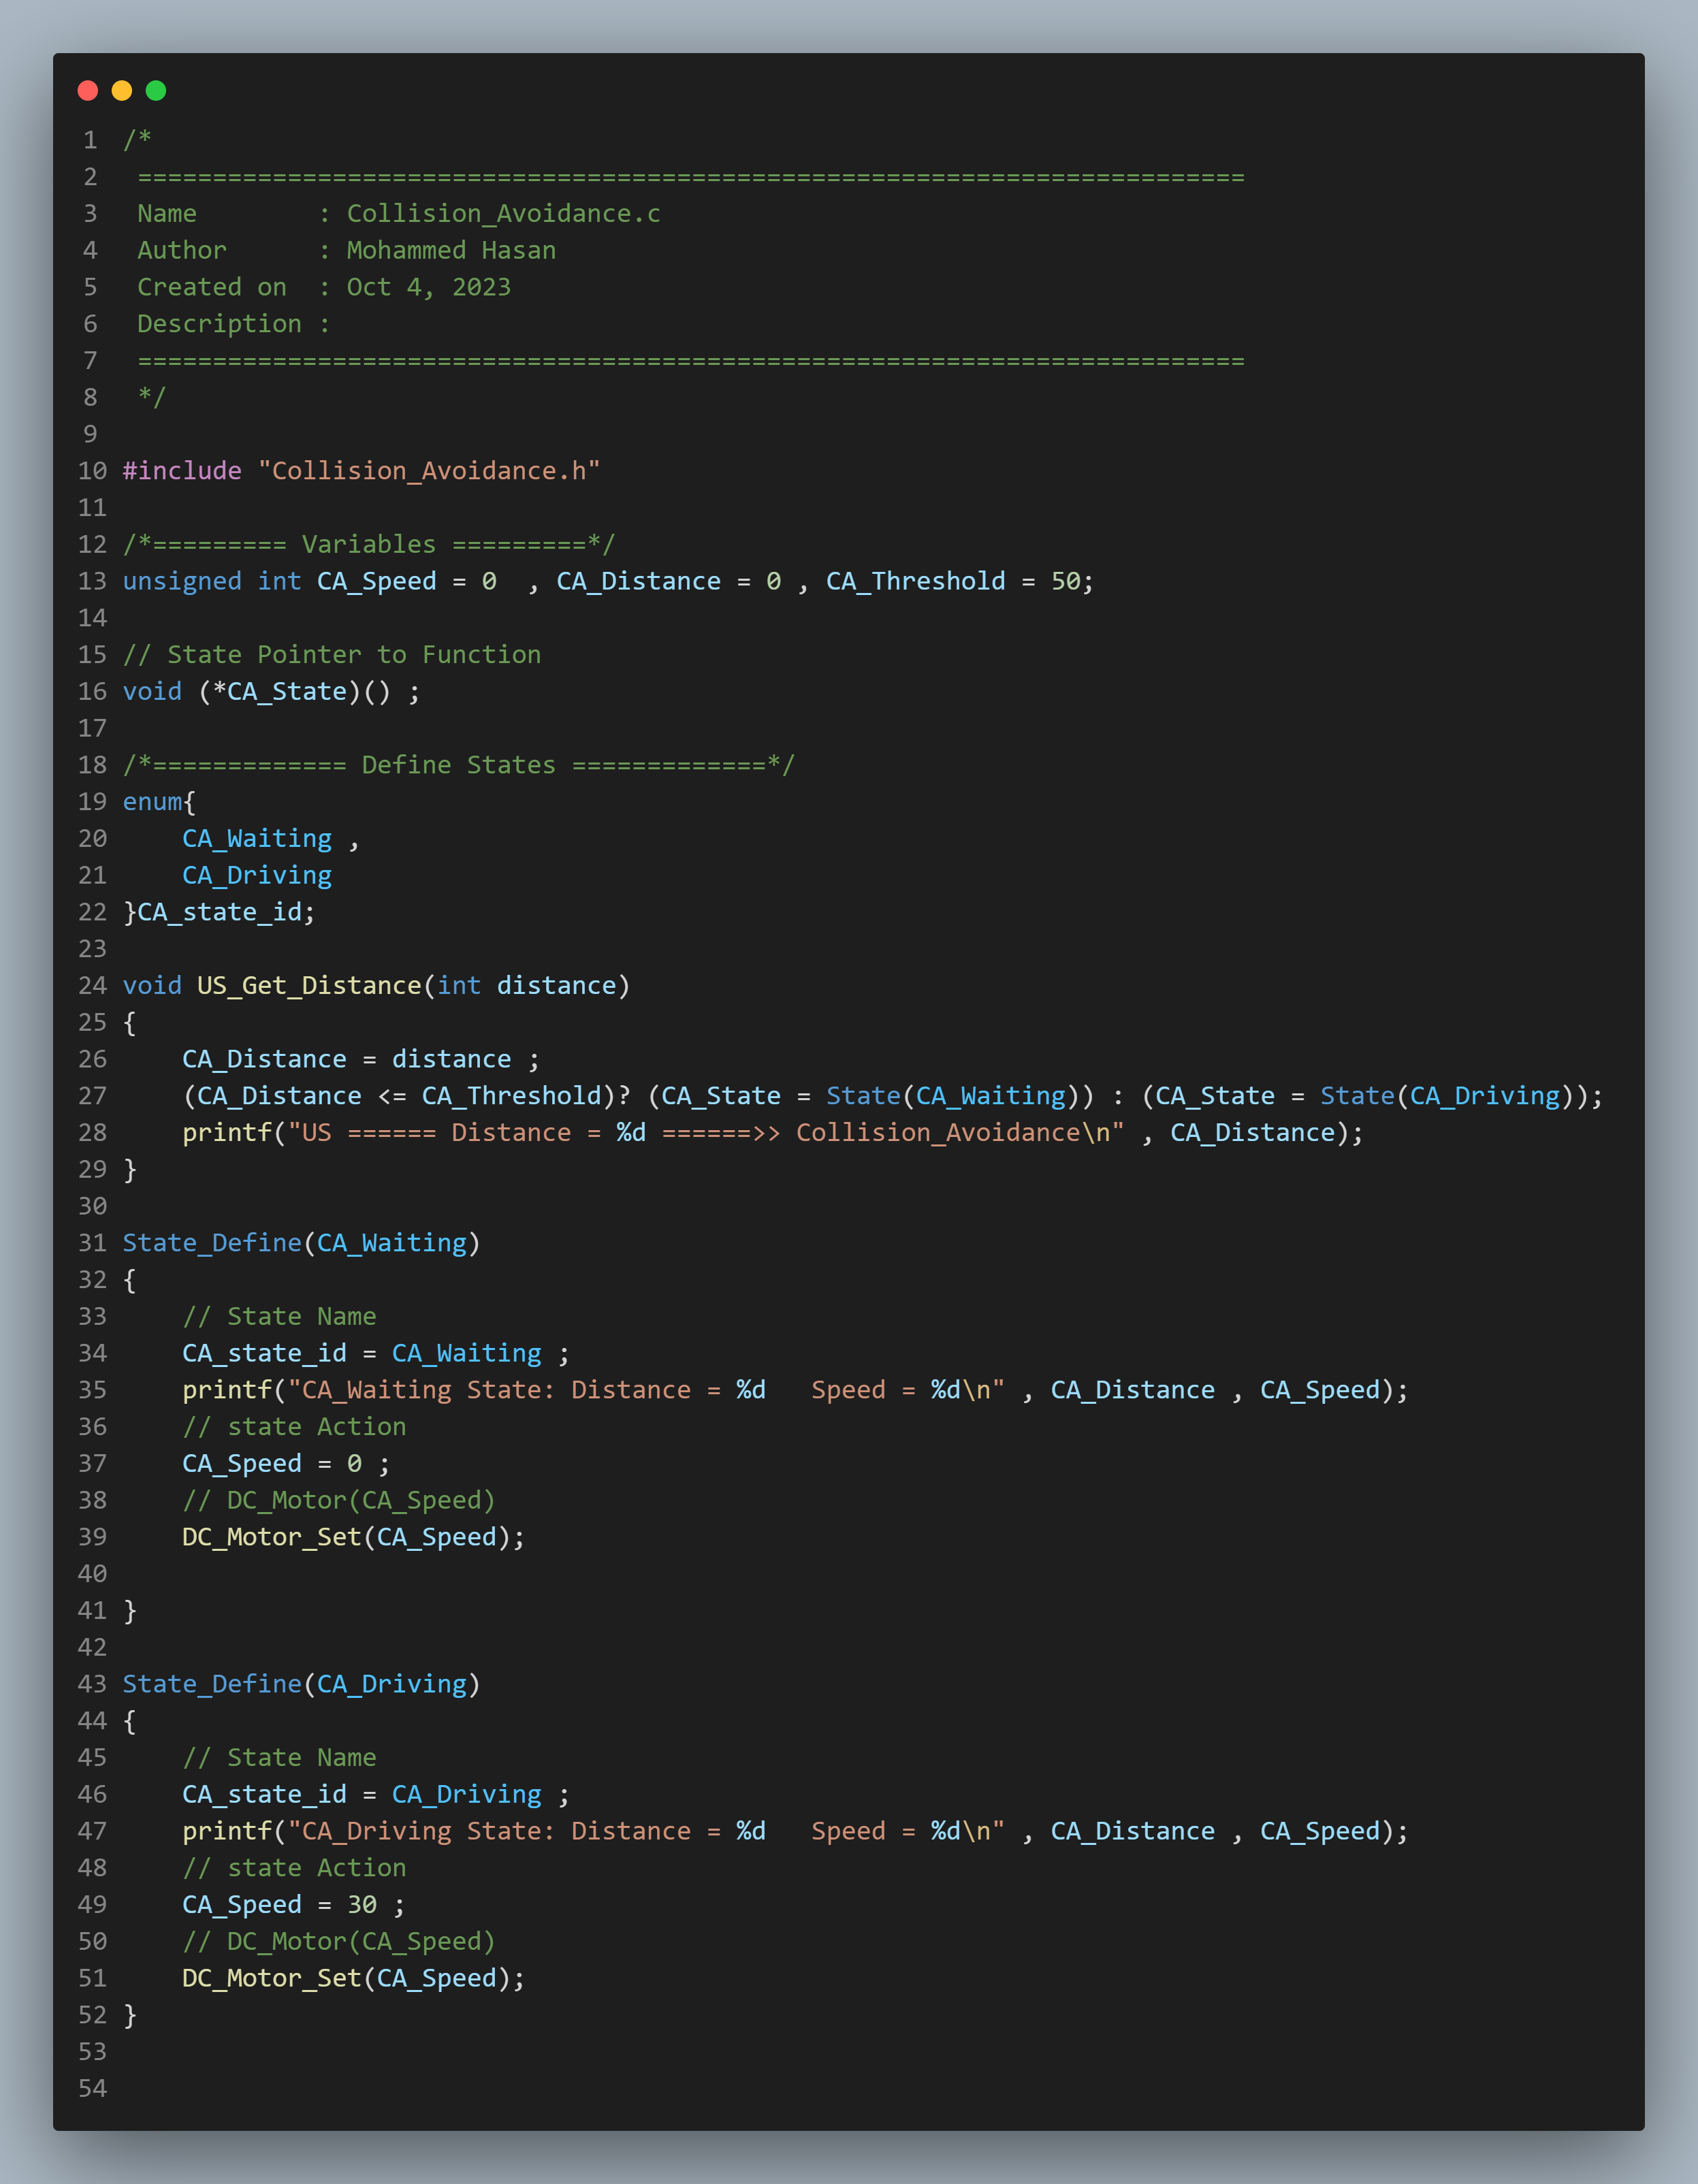 1 /*
2  ==========================================================================
3  Name        : Collision_Avoidance.c
4  Author      : Mohammed Hasan
5  Created on  : Oct 4, 2023
6  Description :
7  ==========================================================================
8  */
9
10 #include "Collision_Avoidance.h"
11
12 /*========= Variables =========*/
13 unsigned int CA_Speed = 0  , CA_Distance = 0 , CA_Threshold = 50;
14
15 // State Pointer to Function
16 void (*CA_State)() ;
17
18 /*============= Define States =============*/
19 enum{
20     CA_Waiting ,
21     CA_Driving
22 }CA_state_id;
23
24 void US_Get_Distance(int distance)
25 {
26     CA_Distance = distance ;
27     (CA_Distance <= CA_Threshold)? (CA_State = State(CA_Waiting)) : (CA_State = State(CA_Driving));
28     printf("US ====== Distance = %d ======>> Collision_Avoidance\n" , CA_Distance);
29 }
30
31 State_Define(CA_Waiting)
32 {
33     // State Name
34     CA_state_id = CA_Waiting ;
35     printf("CA_Waiting State: Distance = %d   Speed = %d\n" , CA_Distance , CA_Speed);
36     // state Action
37     CA_Speed = 0 ;
38     // DC_Motor(CA_Speed)
39     DC_Motor_Set(CA_Speed);
40
41 }
42
43 State_Define(CA_Driving)
44 {
45     // State Name
46     CA_state_id = CA_Driving ;
47     printf("CA_Driving State: Distance = %d   Speed = %d\n" , CA_Distance , CA_Speed);
48     // state Action
49     CA_Speed = 30 ;
50     // DC_Motor(CA_Speed)
51     DC_Motor_Set(CA_Speed);
52 }
53
54